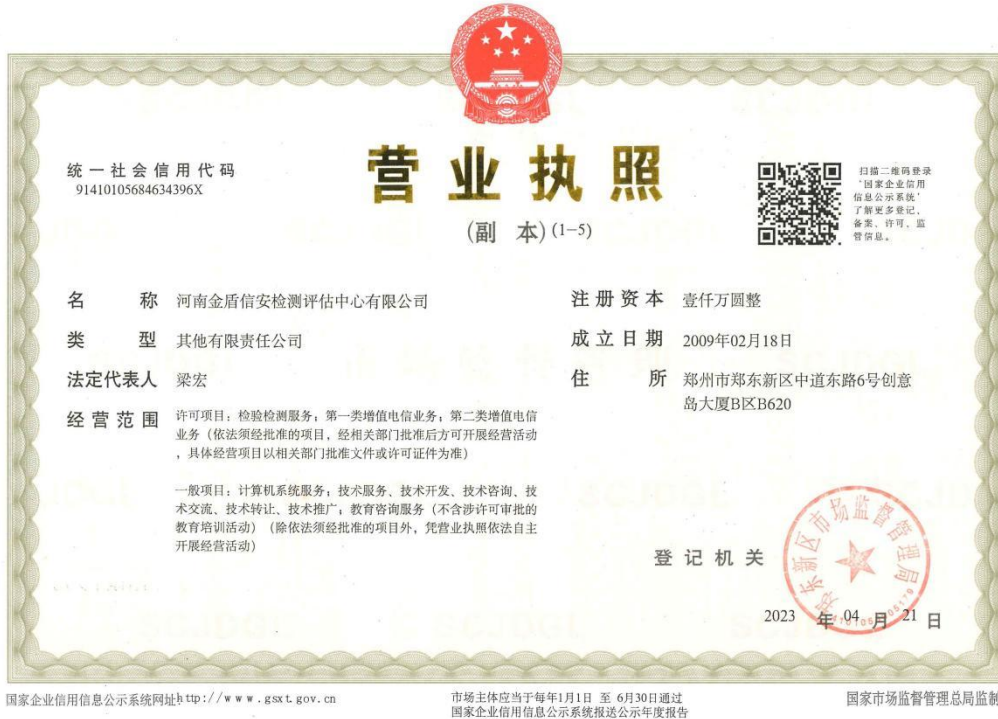 统一社会信用代码
91410105684634396X
营业执照
(副 本)(1-5)
扫描二维码登录
"国家企业信用
信息公示系统"
了解更多登记、
备案、许可、监
管信息。
名 称 河南金盾信安检测评估中心有限公司
类 型 其他有限责任公司
法定代表人 梁宏
经营范围 许可项目：检验检测服务；第一类增值电信业务；第二类增值电信
业务（依法须经批准的项目，经相关部门批准后方可开展经营活动
，具体经营项目以相关部门批准文件或许可证件为准）
一般项目：计算机系统服务；技术服务、技术开发、技术咨询、技
术交流、技术转让、技术推广；教育咨询服务（不含涉许可审批的
教育培训活动）（除依法须经批准的项目外，凭营业执照依法自主
开展经营活动）
注册资本 壹仟万圆整
成立日期 2009年02月18日
住 所 郑州市郑东新区中道东路6号创意
岛大厦B区B620
登记机关
郑东新区市场监督管理局
2023 年 04 月 21 日
国家企业信用信息公示系统网址http://www.gsxt.gov.cn
市场主体应当于每年1月1日 至 6月30日通过
国家企业信用信息公示系统报送公示年度报告
国家市场监督管理总局监制